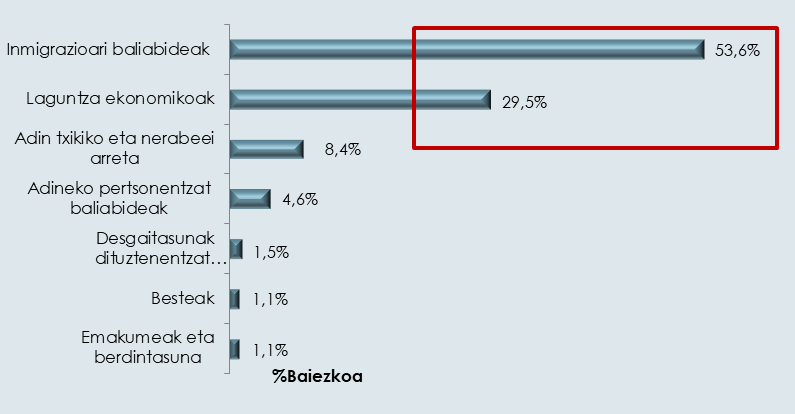 Inmigrazioari baliabideak
53,6%
Laguntza ekonomikoak
29,5%
Adin txikiko eta nerabeei
arreta
8,4%
Adineko pertsonentzat
baliabideak
4,6%
Desgaitasunak
dituztenentzat…
1,5%
Besteak
1,1%
Emakumeak eta
berdintasuna
1,1%
%Baiezkoa